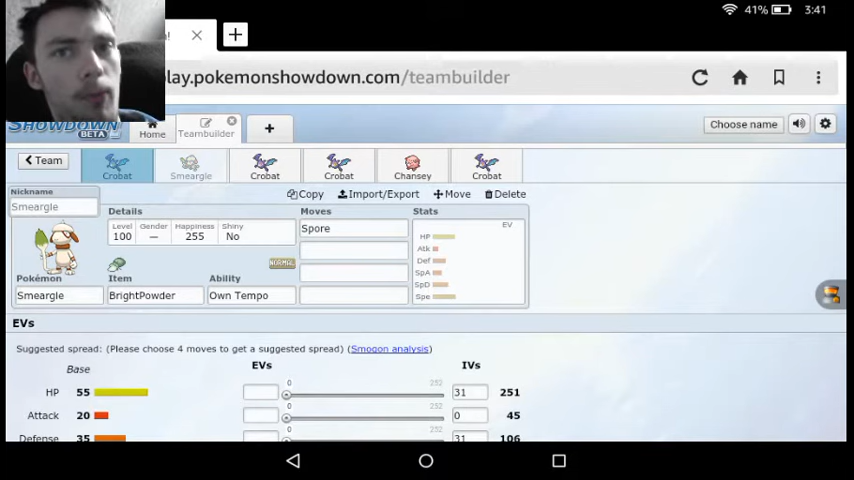 41% 3:41
play.pokemonshowdown.com/teambuilder
SHOWDOWN
BETA
Home
Teambuilder
Choose name
Team
Crobat
Smeargle
Crobat
Crobat
Chansey
Crobat
Copy Import/Export Move Delete
Nickname
Smeargle
Details
Level Gender Happiness Shiny
100 — 255 No
NORMAL
Pokémon Item Ability
Smeargle BrightPowder Own Tempo
Moves
Spore
Stats
EV
HP
Atk
Def
SpA
SpD
Spe
EVs
Suggested spread: (Please choose 4 moves to get a suggested spread) (Smogon analysis)
Base EVs IVs
HP 55 0 252 31 251
Attack 20 0 252 0 45
Defense 35 0 252 31 106